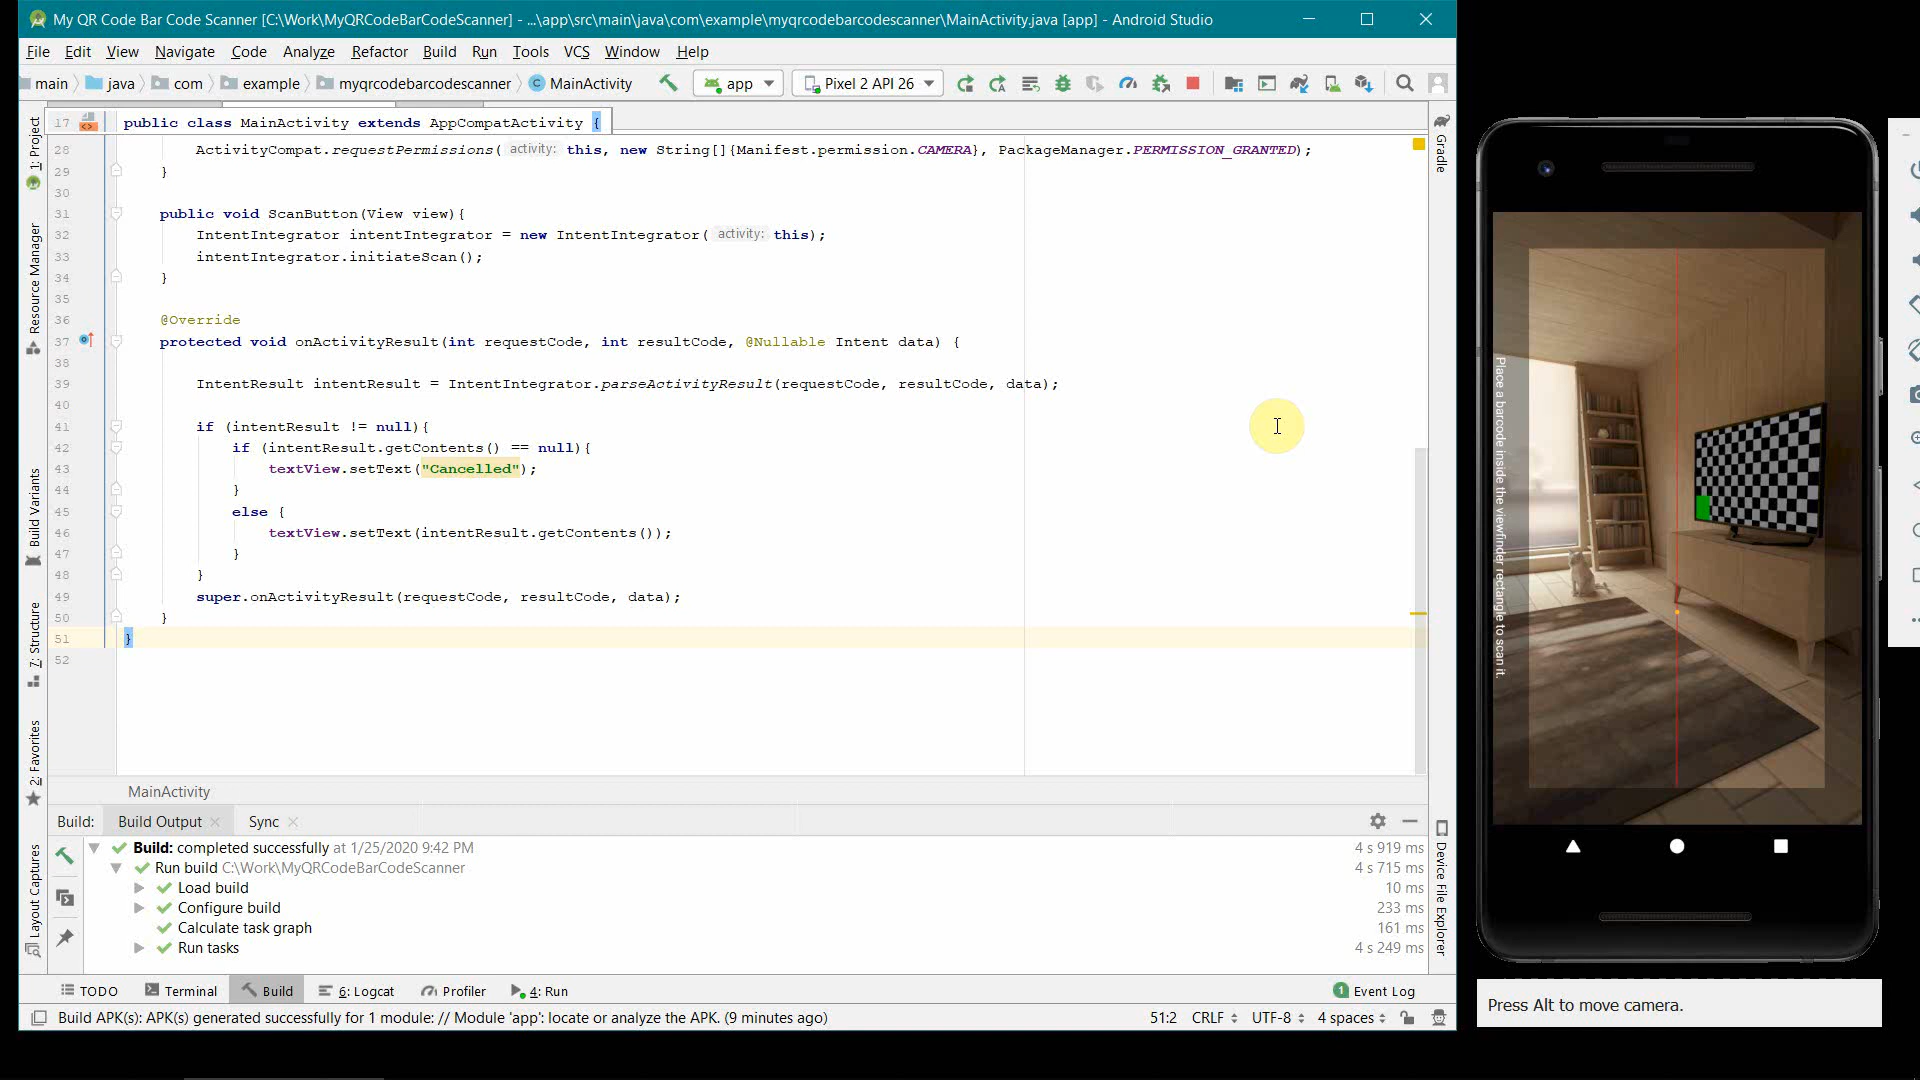 My QR Code Bar Code Scanner [C:\Work\MyQRCodeBarCodeScanner] - ...\app\src\main\java\com\example\myqrcodebarcodescanner\MainActivity.java [app] - Android Studio
File Edit View Navigate Code Analyze Refactor Build Run Tools VCS Window Help
main java com example myqrcodebarcodescanner MainActivity app Pixel 2 API 26
17 public class MainActivity extends AppCompatActivity {
28 ActivityCompat.requestPermissions( activity: this, new String[]{Manifest.permission.CAMERA}, PackageManager.PERMISSION_GRANTED);
29 }
30
31 public void ScanButton(View view){
32 IntentIntegrator intentIntegrator = new IntentIntegrator( activity: this);
33 intentIntegrator.initiateScan();
34 }
35
36 @Override
37 protected void onActivityResult(int requestCode, int resultCode, @Nullable Intent data) {
38
39 IntentResult intentResult = IntentIntegrator.parseActivityResult(requestCode, resultCode, data);
40
41 if (intentResult != null){
42 if (intentResult.getContents() == null){
43 textView.setText("Cancelled");
44 }
45 else {
46 textView.setText(intentResult.getContents());
47 }
48 }
49 super.onActivityResult(requestCode, resultCode, data);
50 }
51 }
52
MainActivity
Build: Build Output Sync
Build: completed successfully at 1/25/2020 9:42 PM 4 s 919 ms
Run build C:\Work\MyQRCodeBarCodeScanner 4 s 715 ms
Load build 10 ms
Configure build 233 ms
Calculate task graph 161 ms
Run tasks 4 s 249 ms
TODO Terminal Build 6: Logcat Profiler 4: Run 1 Event Log
Build APK(s): APK(s) generated successfully for 1 module: // Module 'app': locate or analyze the APK. (9 minutes ago) 51:2 CRLF UTF-8 4 spaces
1: Project
Resource Manager
Build Variants
7: Structure
2: Favorites
Layout Captures
Gradle
Device File Explorer
Place a barcode inside the viewfinder rectangle to scan it.
Press Alt to move camera.